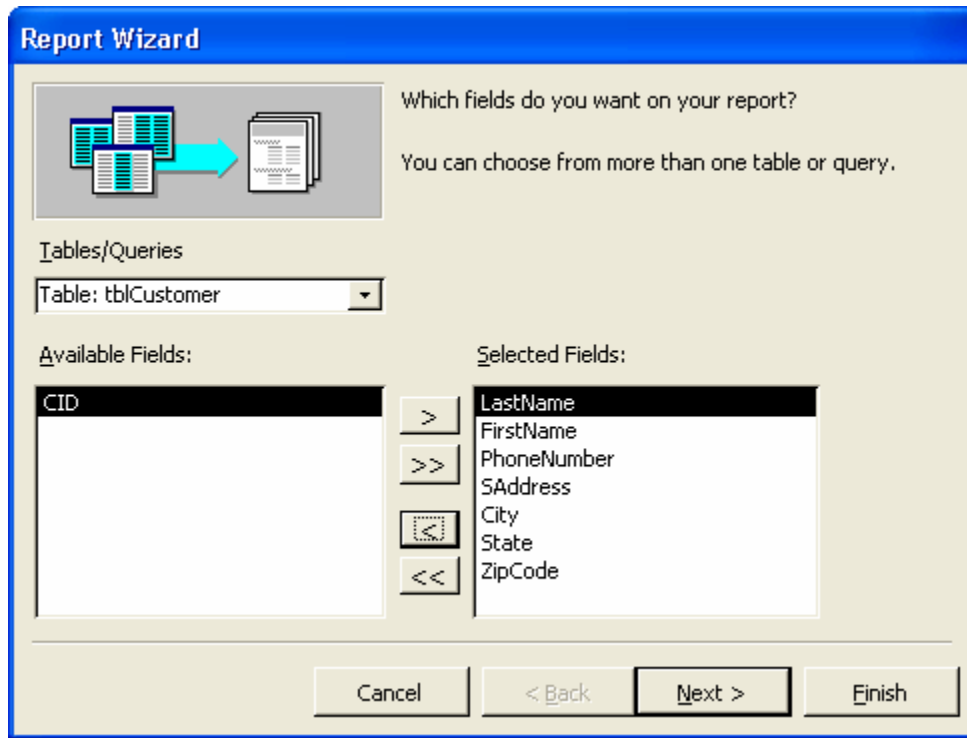 Report Wizard
Which fields do you want on your report?
You can choose from more than one table or query.
Tables/Queries
Table: tblCustomer
Available Fields:
CID
>
>>
<
<<
Selected Fields:
LastName
FirstName
PhoneNumber
SAddress
City
State
ZipCode
Cancel
< Back
Next >
Finish